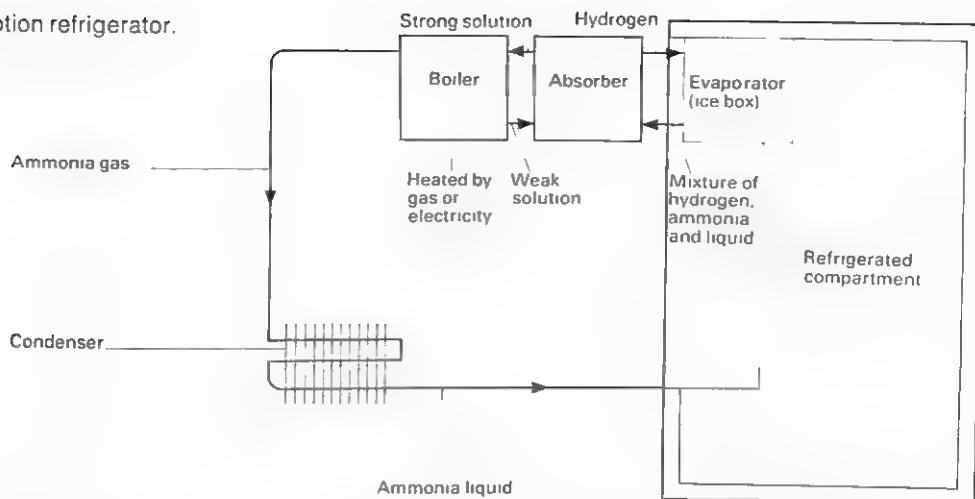 tion refrigerator.
Strong solution
Hydrogen
Boiler
Absorber
Evaporator
(ice box)
Ammonia gas
Heated by
gas or
electricity
Weak
solution
Mixture of
hydrogen,
ammonia
and liquid
Refrigerated
compartment
Condenser
Ammonia liquid